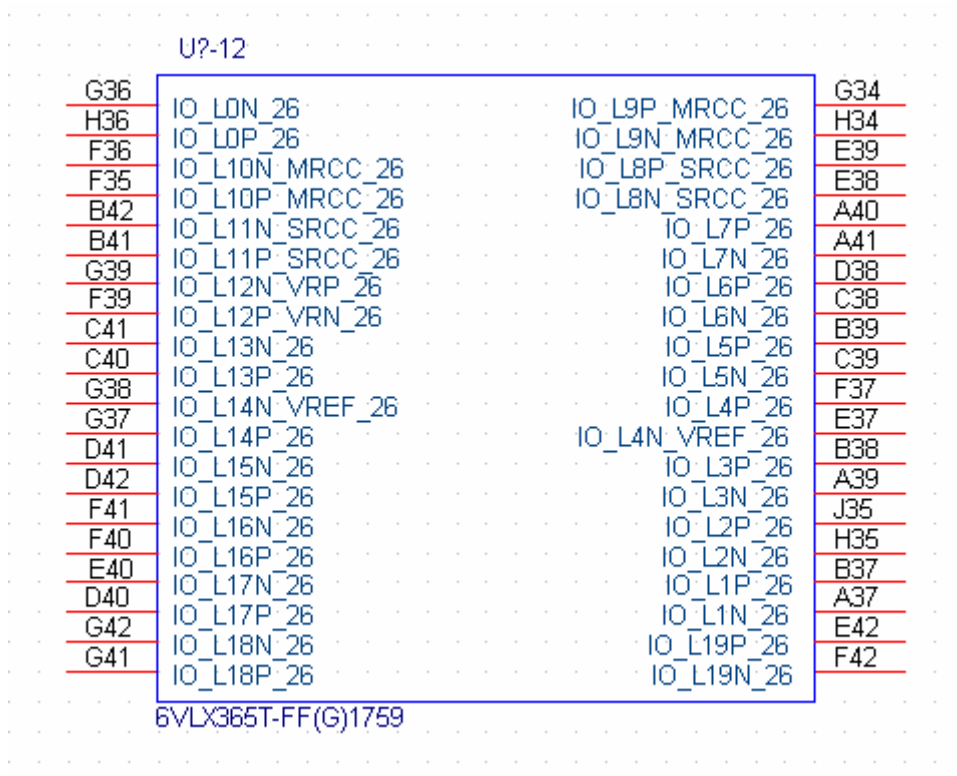 U?-12
G36 IO_L0N_26 IO_L9P_MRCC_26 G34
H36 IO_L0P_26 IO_L9N_MRCC_26 H34
F36 IO_L10N_MRCC_26 IO_L8P_SRCC_26 E39
F35 IO_L10P_MRCC_26 IO_L8N_SRCC_26 E38
B42 IO_L11N_SRCC_26 IO_L7P_26 A40
B41 IO_L11P_SRCC_26 IO_L7N_26 A41
G39 IO_L12N_VRP_26 IO_L6P_26 D38
F39 IO_L12P_VRN_26 IO_L6N_26 C38
C41 IO_L13N_26 IO_L5P_26 B39
C40 IO_L13P_26 IO_L5N_26 C39
G38 IO_L14N_VREF_26 IO_L4P_26 F37
G37 IO_L14P_26 IO_L4N_VREF_26 E37
D41 IO_L15N_26 IO_L3P_26 B38
D42 IO_L15P_26 IO_L3N_26 A39
F41 IO_L16N_26 IO_L2P_26 J35
F40 IO_L16P_26 IO_L2N_26 H35
E40 IO_L17N_26 IO_L1P_26 B37
D40 IO_L17P_26 IO_L1N_26 A37
G42 IO_L18N_26 IO_L19P_26 E42
G41 IO_L18P_26 IO_L19N_26 F42
6VLX365T-FF(G)1759